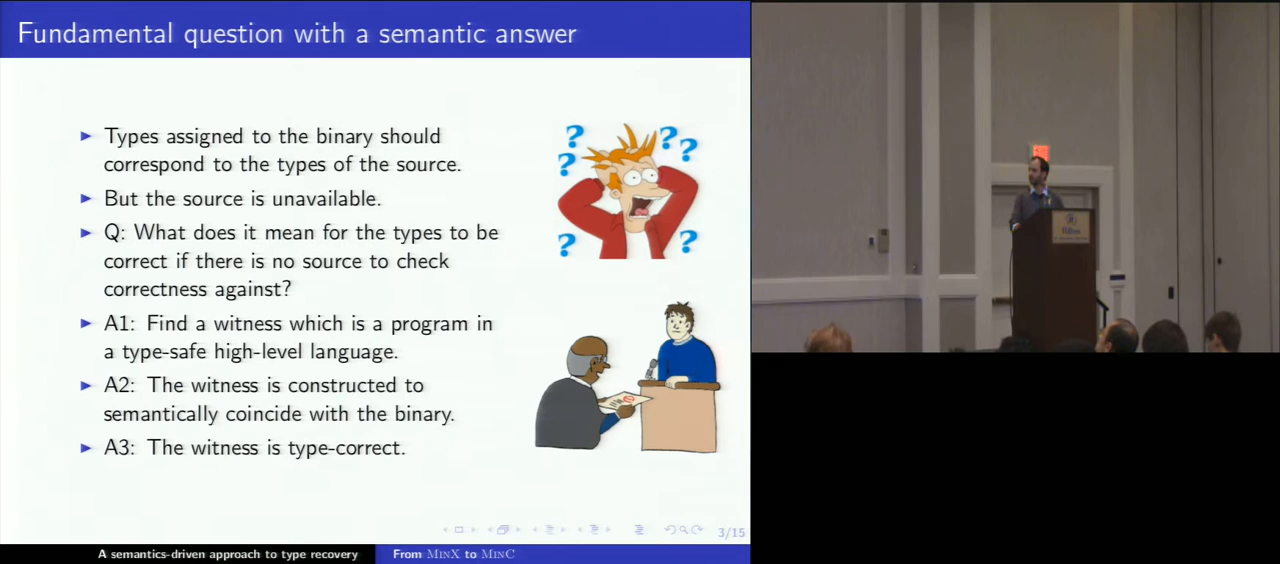 Fundamental question with a semantic answer
Types assigned to the binary should
correspond to the types of the source.
But the source is unavailable.
Q: What does it mean for the types to be
correct if there is no source to check
correctness against?
A1: Find a witness which is a program in
a type-safe high-level language.
A2: The witness is constructed to
semantically coincide with the binary.
A3: The witness is type-correct.
? ? ? ? ? ?
3/15
A semantics-driven approach to type recovery
From MINX to MINC
Hilton